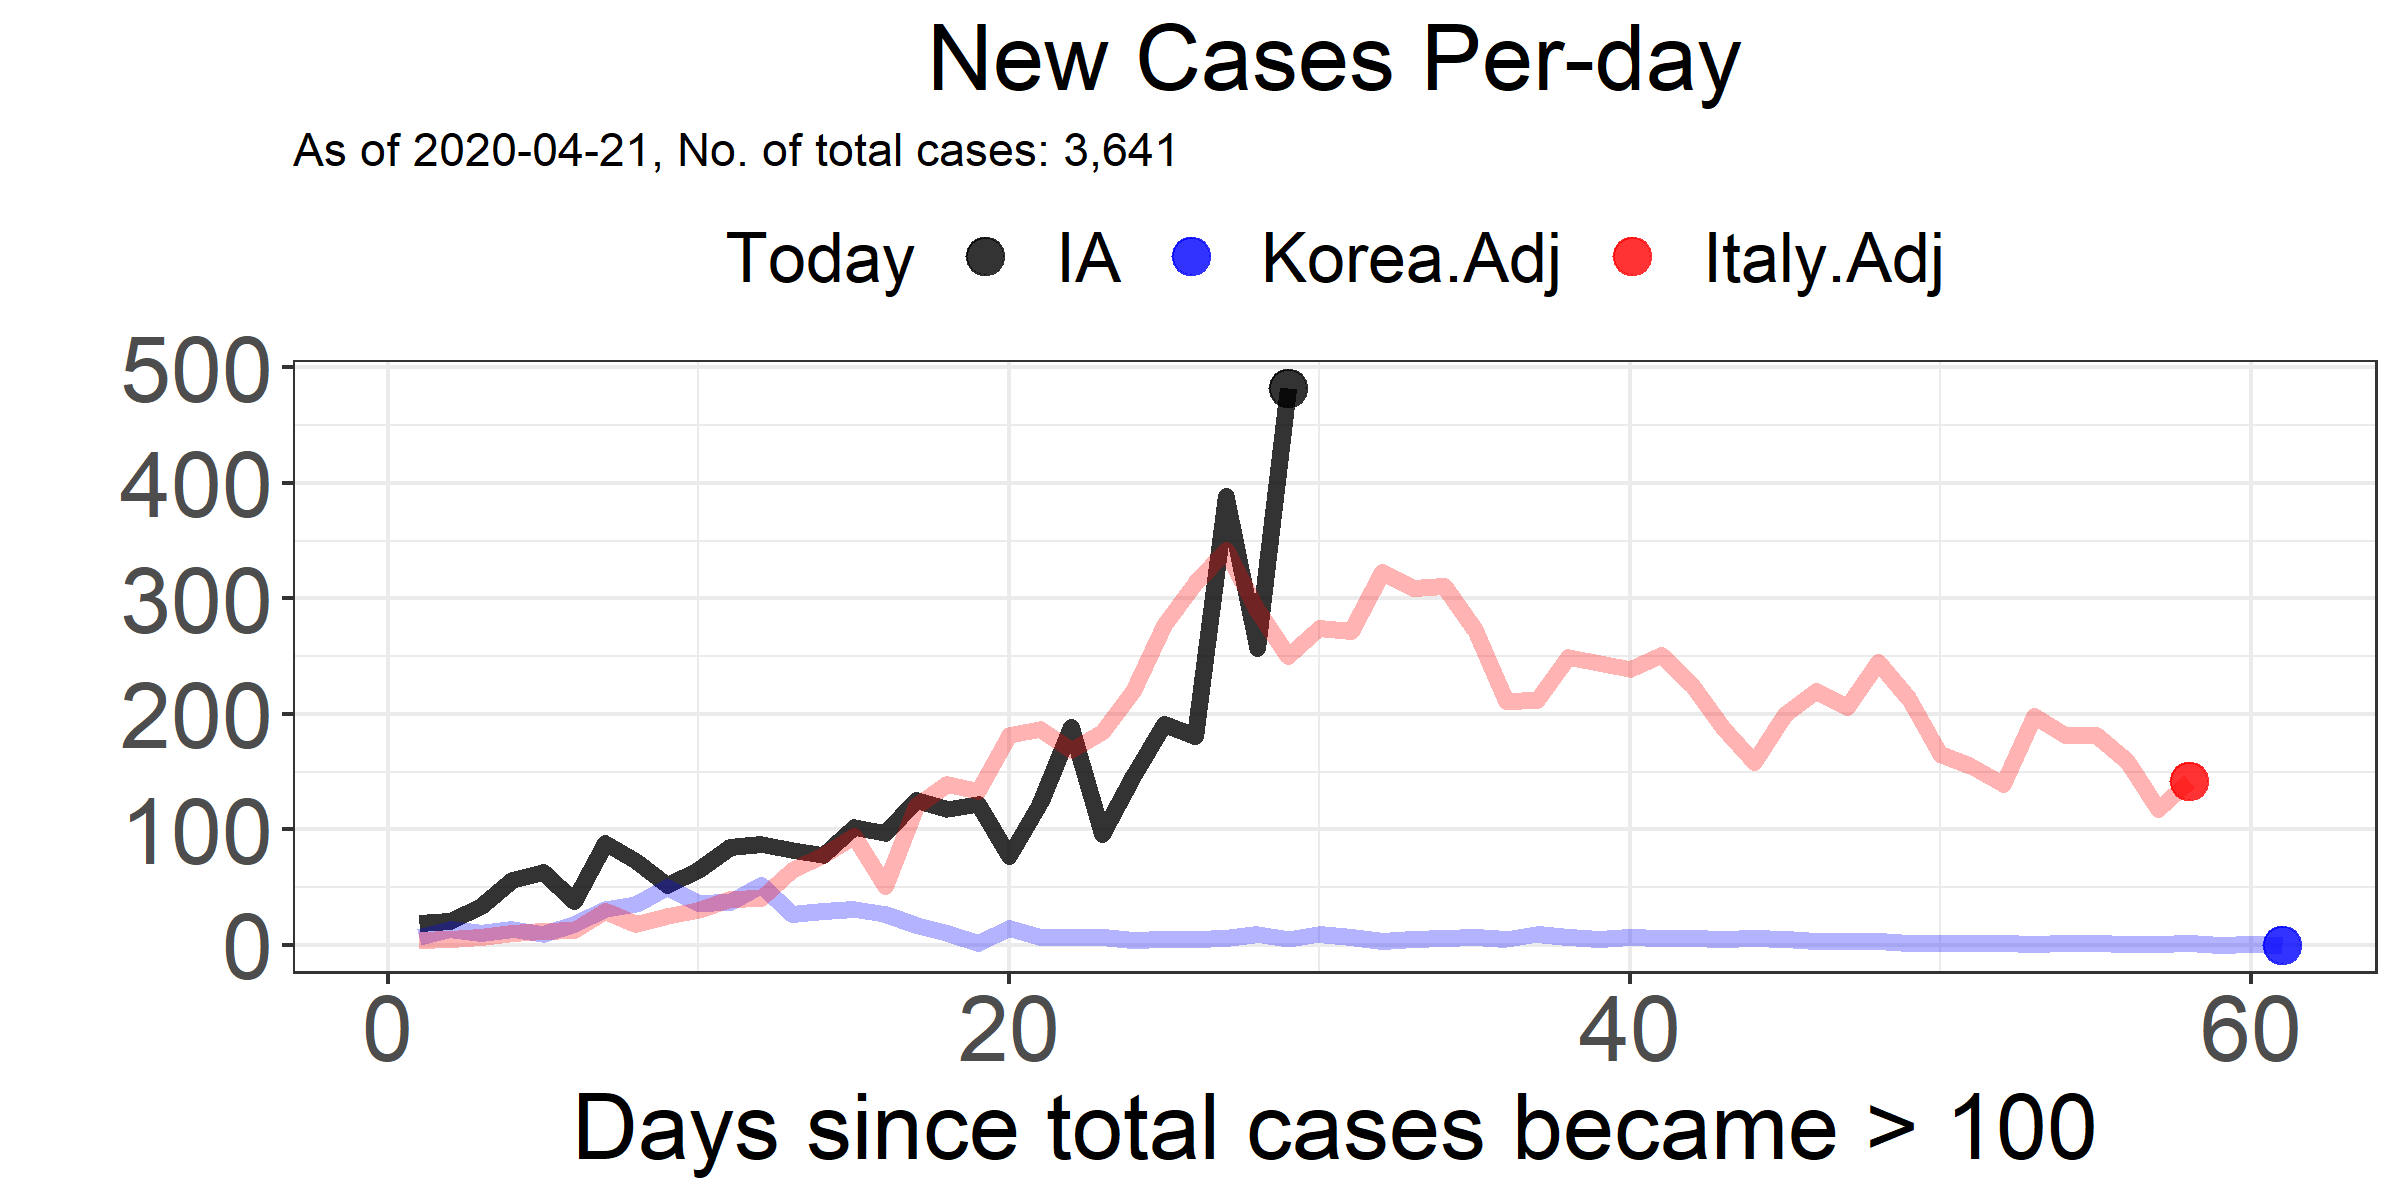 New Cases Per-day
As of 2020-04-21, No. of total cases: 3,641
Today IA Korea.Adj Italy.Adj
500
400
300
200
100
0
0 20 40 60
Days since total cases became > 100